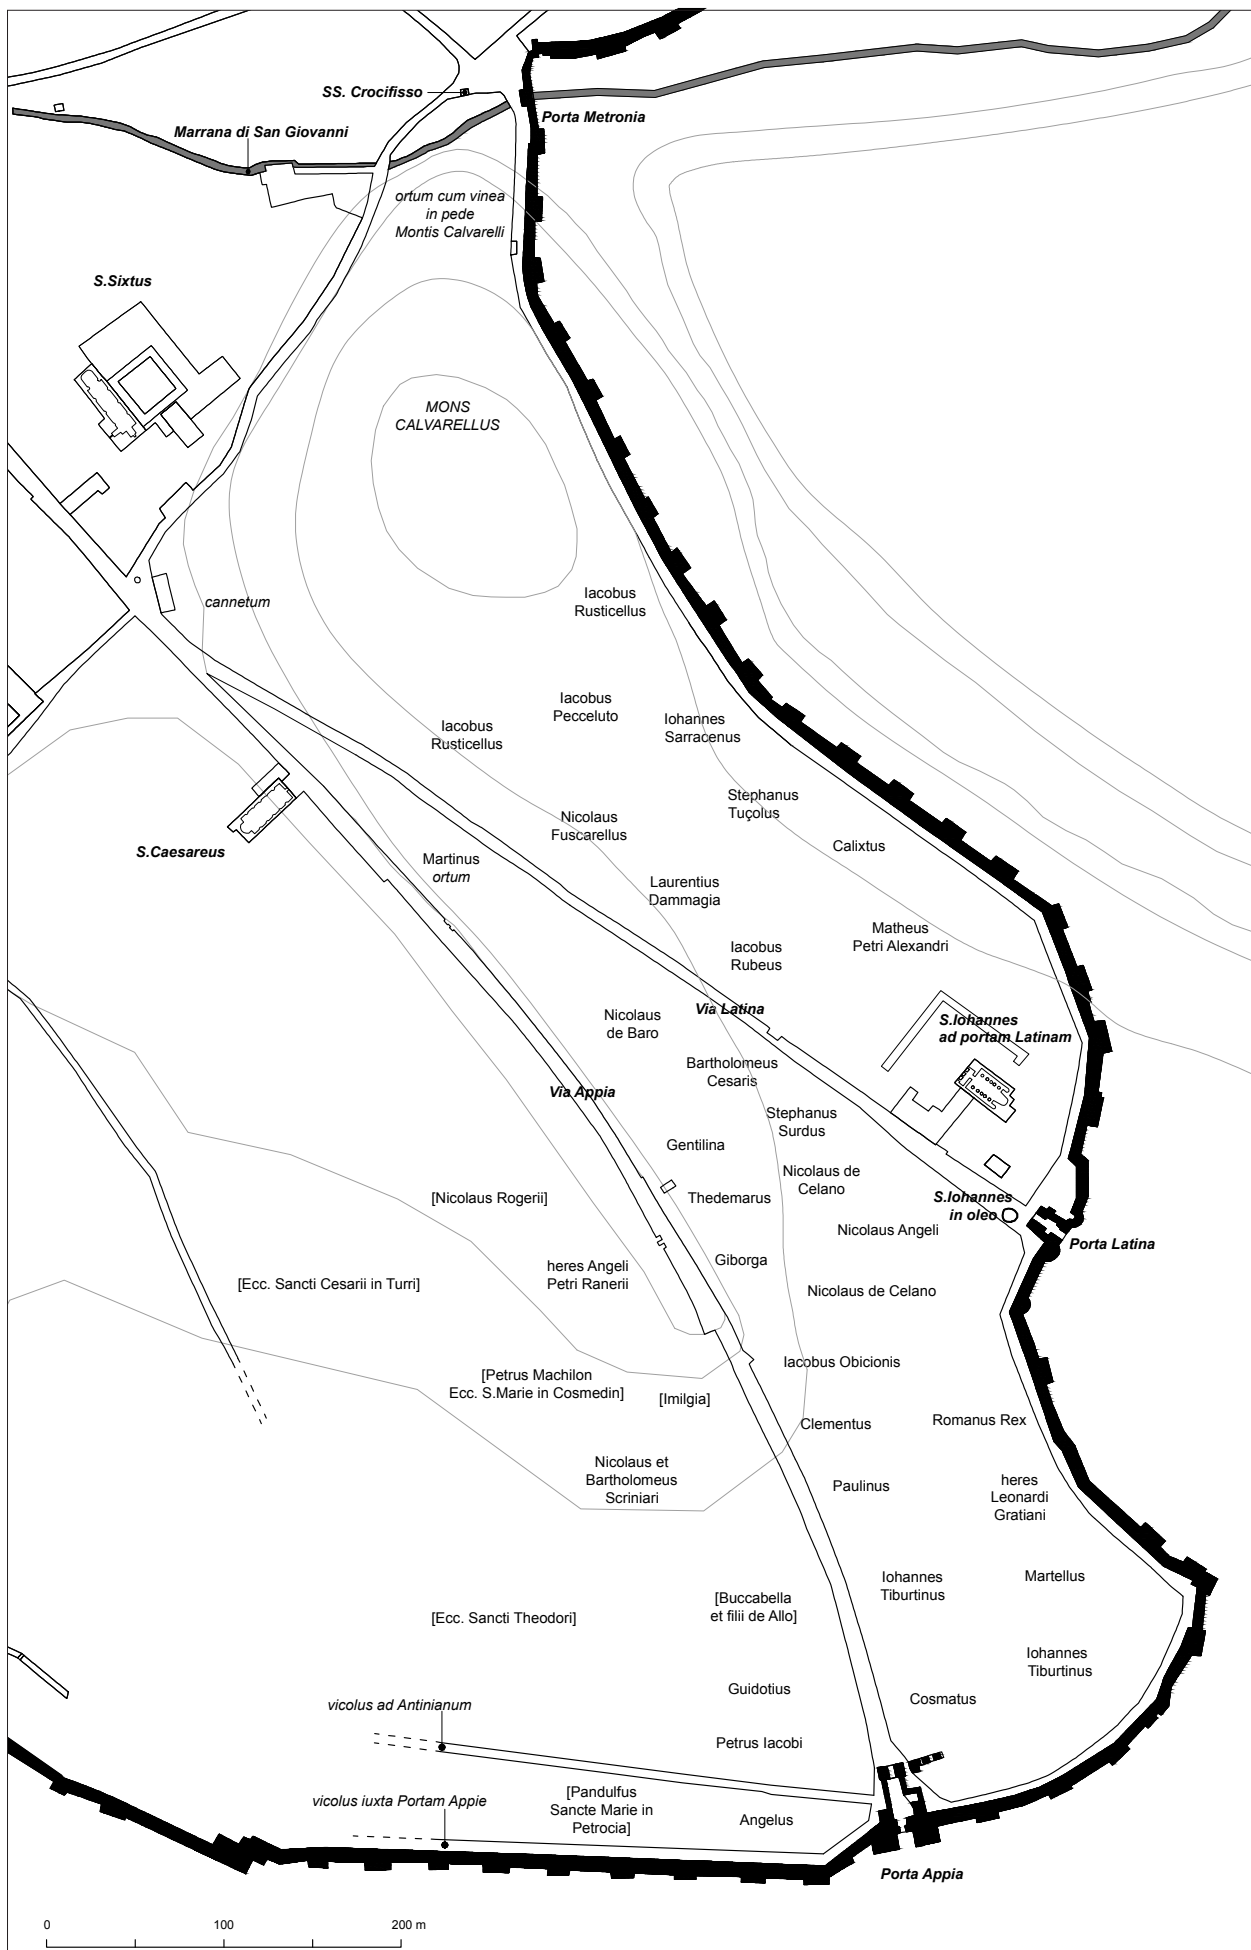 SS. Crocifisso
Porta Metronia
Marrana di San Giovanni
ortum cum vinea
in pede
Montis Calvarelli
S.Sixtus
MONS
CALVARELLUS
cannetum
Iacobus
Rusticellus
Iacobus
Pecceluto
Iacobus
Rusticellus
Iohannes
Sarracenus
Stephanus
Tuçolus
Nicolaus
Fuscarellus
Calixtus
S.Caesareus
Martinus
ortum
Laurentius
Dammagia
Matheus
Petri Alexandri
Iacobus
Rubeus
Via Latina
Nicolaus
de Baro
S.Iohannes
ad portam Latinam
Bartholomeus
Cesaris
Via Appia
Stephanus
Surdus
Gentilina
Nicolaus de
Celano
[Nicolaus Rogerii]
Thedemarus
S.Iohannes
in oleo
Nicolaus Angeli
Porta Latina
Giborga
heres Angeli
Petri Ranerii
[Ecc. Sancti Cesarii in Turri]
Nicolaus de Celano
Iacobus Obicionis
[Petrus Machilon
Ecc. S.Marie in Cosmedin]
[Imilgia]
Clementus
Romanus Rex
Nicolaus et
Bartholomeus
Scriniari
Paulinus
heres
Leonardi
Gratiani
Iohannes
Tiburtinus
Martellus
[Buccabella
et filii de Allo]
[Ecc. Sancti Theodori]
Iohannes
Tiburtinus
Guidotius
Cosmatus
vicolus ad Antinianum
Petrus Iacobi
vicolus iuxta Portam Appie
[Pandulfus
Sancte Marie in
Petrocia]
Angelus
Porta Appia
0 100 200 m